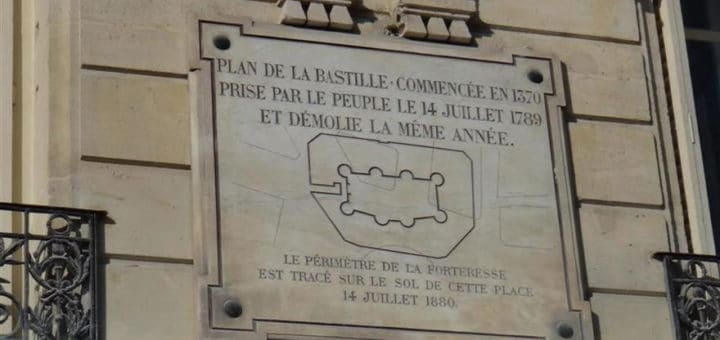 PLAN DE LA BASTILLE · COMMENCÉE EN 1370
PRISE PAR LE PEUPLE LE 14 JUILLET 1789
ET DÉMOLIE LA MÊME ANNÉE.
LE PÉRIMÈTRE DE LA FORTERESSE
EST TRACÉ SUR LE SOL DE CETTE PLACE
14 JUILLET 1880.